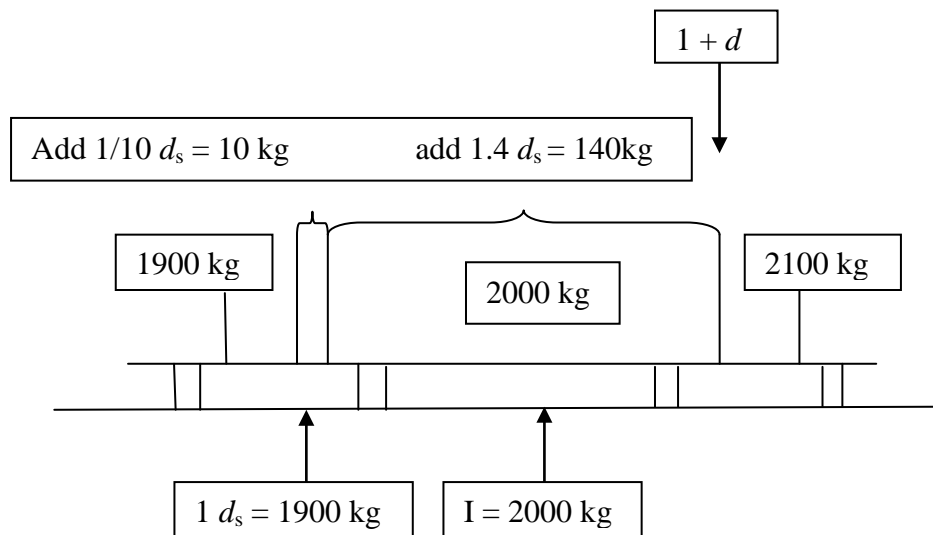 1 + d
Add 1/10 ds = 10 kg add 1.4 ds = 140kg
1900 kg
2000 kg
2100 kg
1 ds = 1900 kg
I = 2000 kg